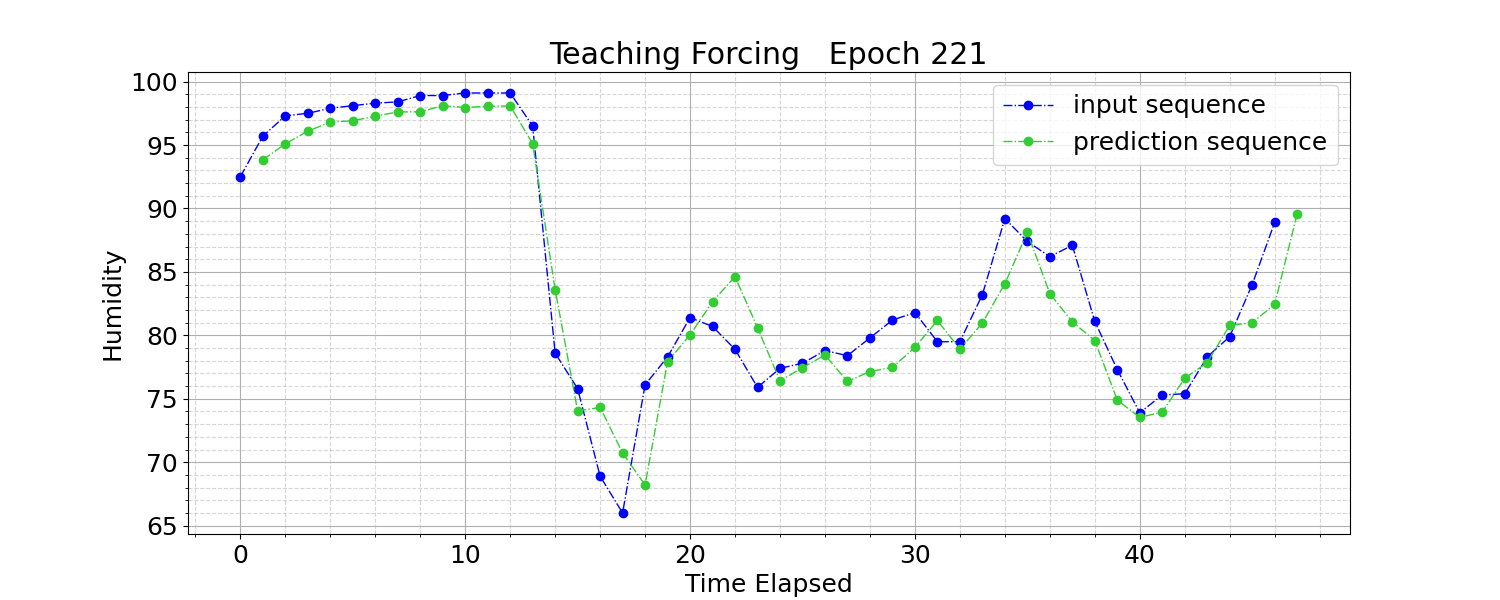 Teaching Forcing   Epoch 221
input sequence
prediction sequence
Humidity
100
95
90
85
80
75
70
65
0 10 20 30 40
Time Elapsed